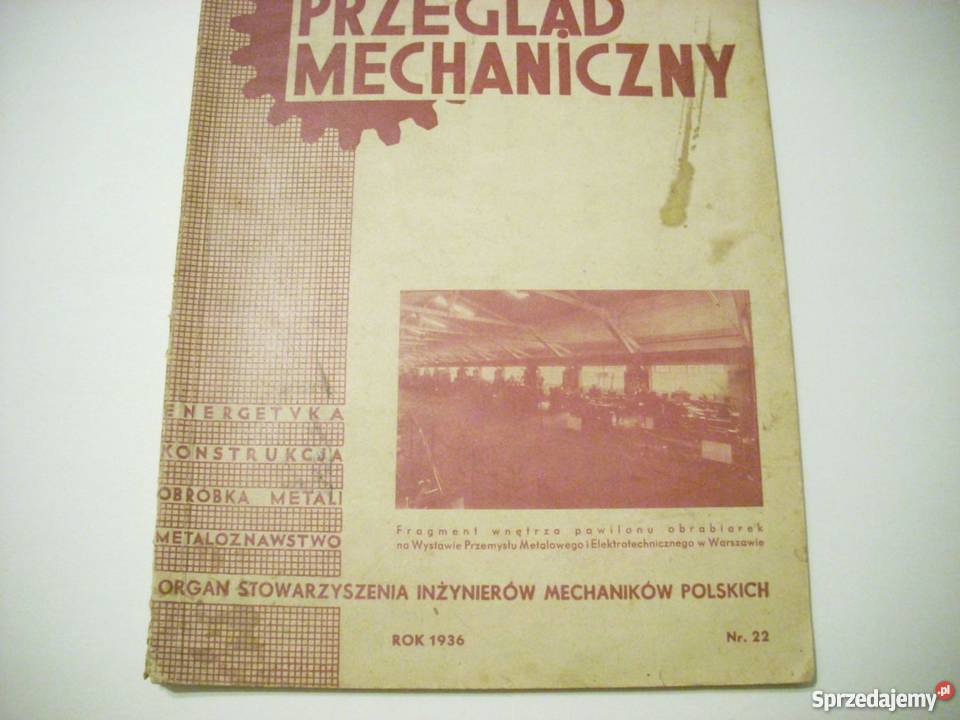 PRZEGLĄD
MECHANICZNY
ENERGETYKA
KONSTRUKCJA
OBRÓBKA METALI
METALOZNAWSTWO
Fragment wnętrza pawilonu obrabiarek
na Wystawie Przemysłu Metalowego i Elektrotechnicznego w Warszawie
ORGAN STOWARZYSZENIA INŻYNIERÓW MECHANIKÓW POLSKICH
ROK 1936
Nr. 22
Sprzedajemy.pl